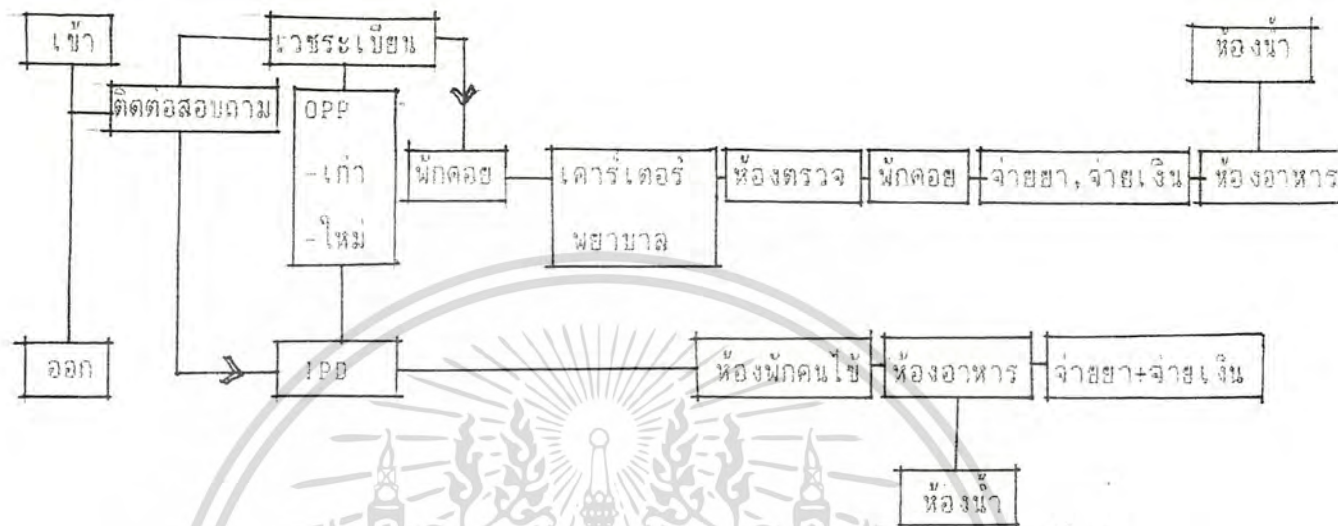 เข้า
เวชระเบียน
ห้องน้ำ
ติดต่อสอบถาม
OPP
-เก่า
-ใหม่
พักคอย
เคาร์เตอร์
พยาบาล
ห้องตรวจ
พักคอย
จ่ายยา,จ่ายเงิน
ห้องอาหาร
ออก
IPD
ห้องพักคนไข้
ห้องอาหาร
จ่ายยา+จ่ายเงิน
ห้องน้ำ